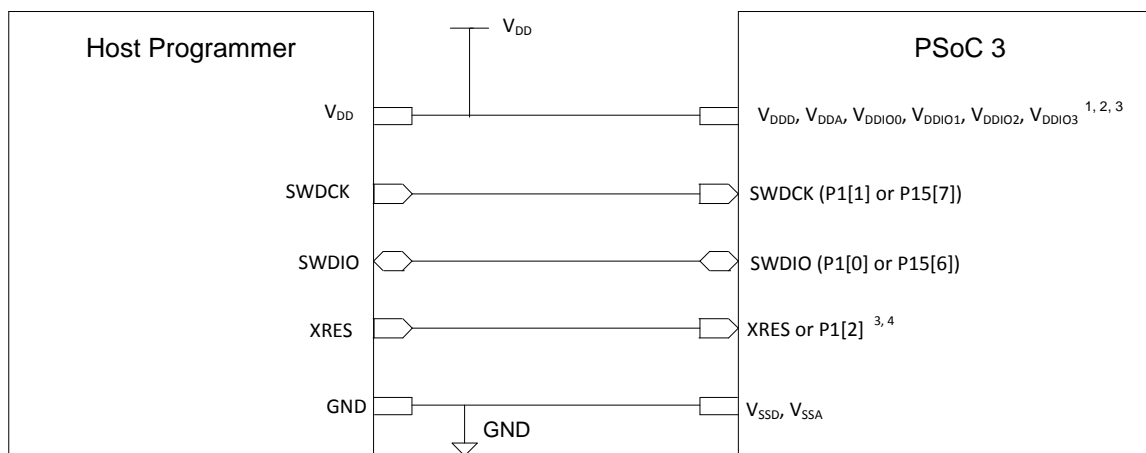 V_DD
Host Programmer
PSoC 3
V_DD
V_DDD, V_DDA, V_DDIO0, V_DDIO1, V_DDIO2, V_DDIO3 1, 2, 3
SWDCK
SWDCK (P1[1] or P15[7])
SWDIO
SWDIO (P1[0] or P15[6])
XRES
XRES or P1[2] 3, 4
GND
V_SSD, V_SSA
GND